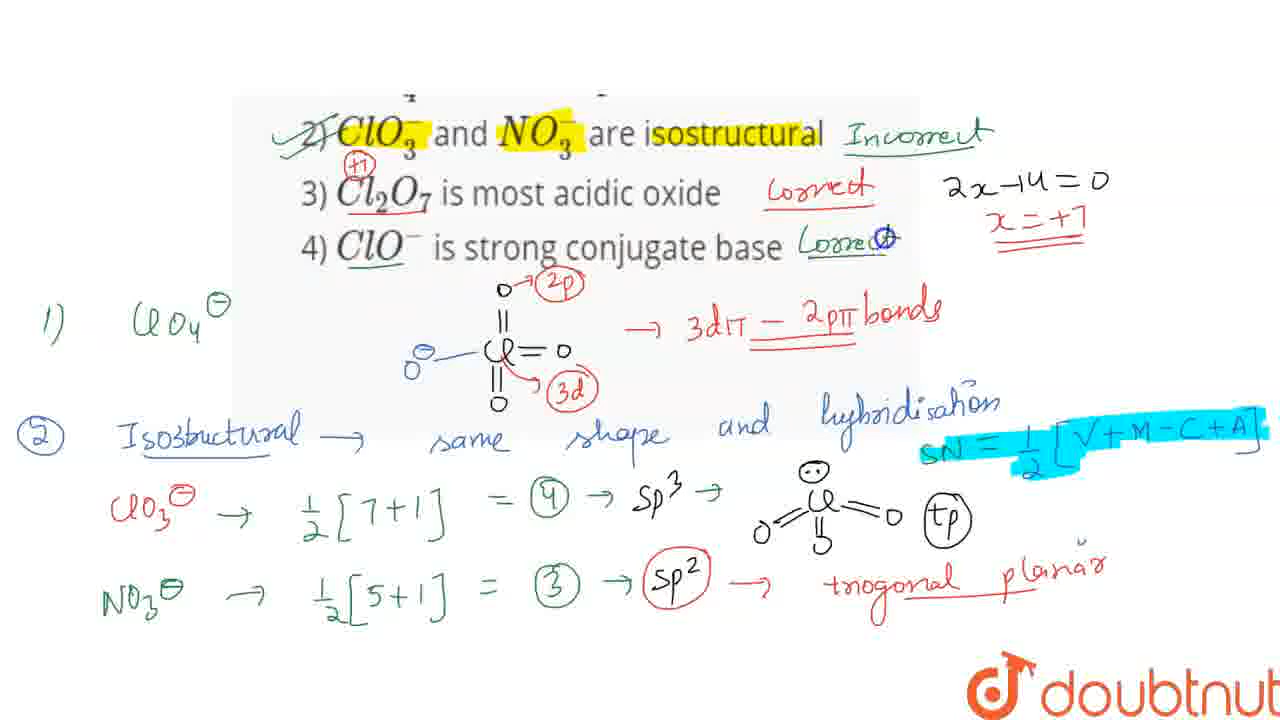 2) ClO₃⁻ and NO₃⁻ are isostructural Incorrect
+7
3) Cl₂O₇ is most acidic oxide Correct 2x-14=0
x=+7
4) ClO⁻ is strong conjugate base Correct
1) ClO₄⊖ O → 2p
O⊖ Cl = O → 3dπ - 2pπ bonds
O 3d
2 Isostructural → same shape and hybridisation
SN = 1/2 [V+M-C+A]
ClO₃⊖ → 1/2 [7+1] = 4 → sp³ → O Cl O O tp
NO₃⊖ → 1/2 [5+1] = 3 → sp² → triogonal planar
doubtnut